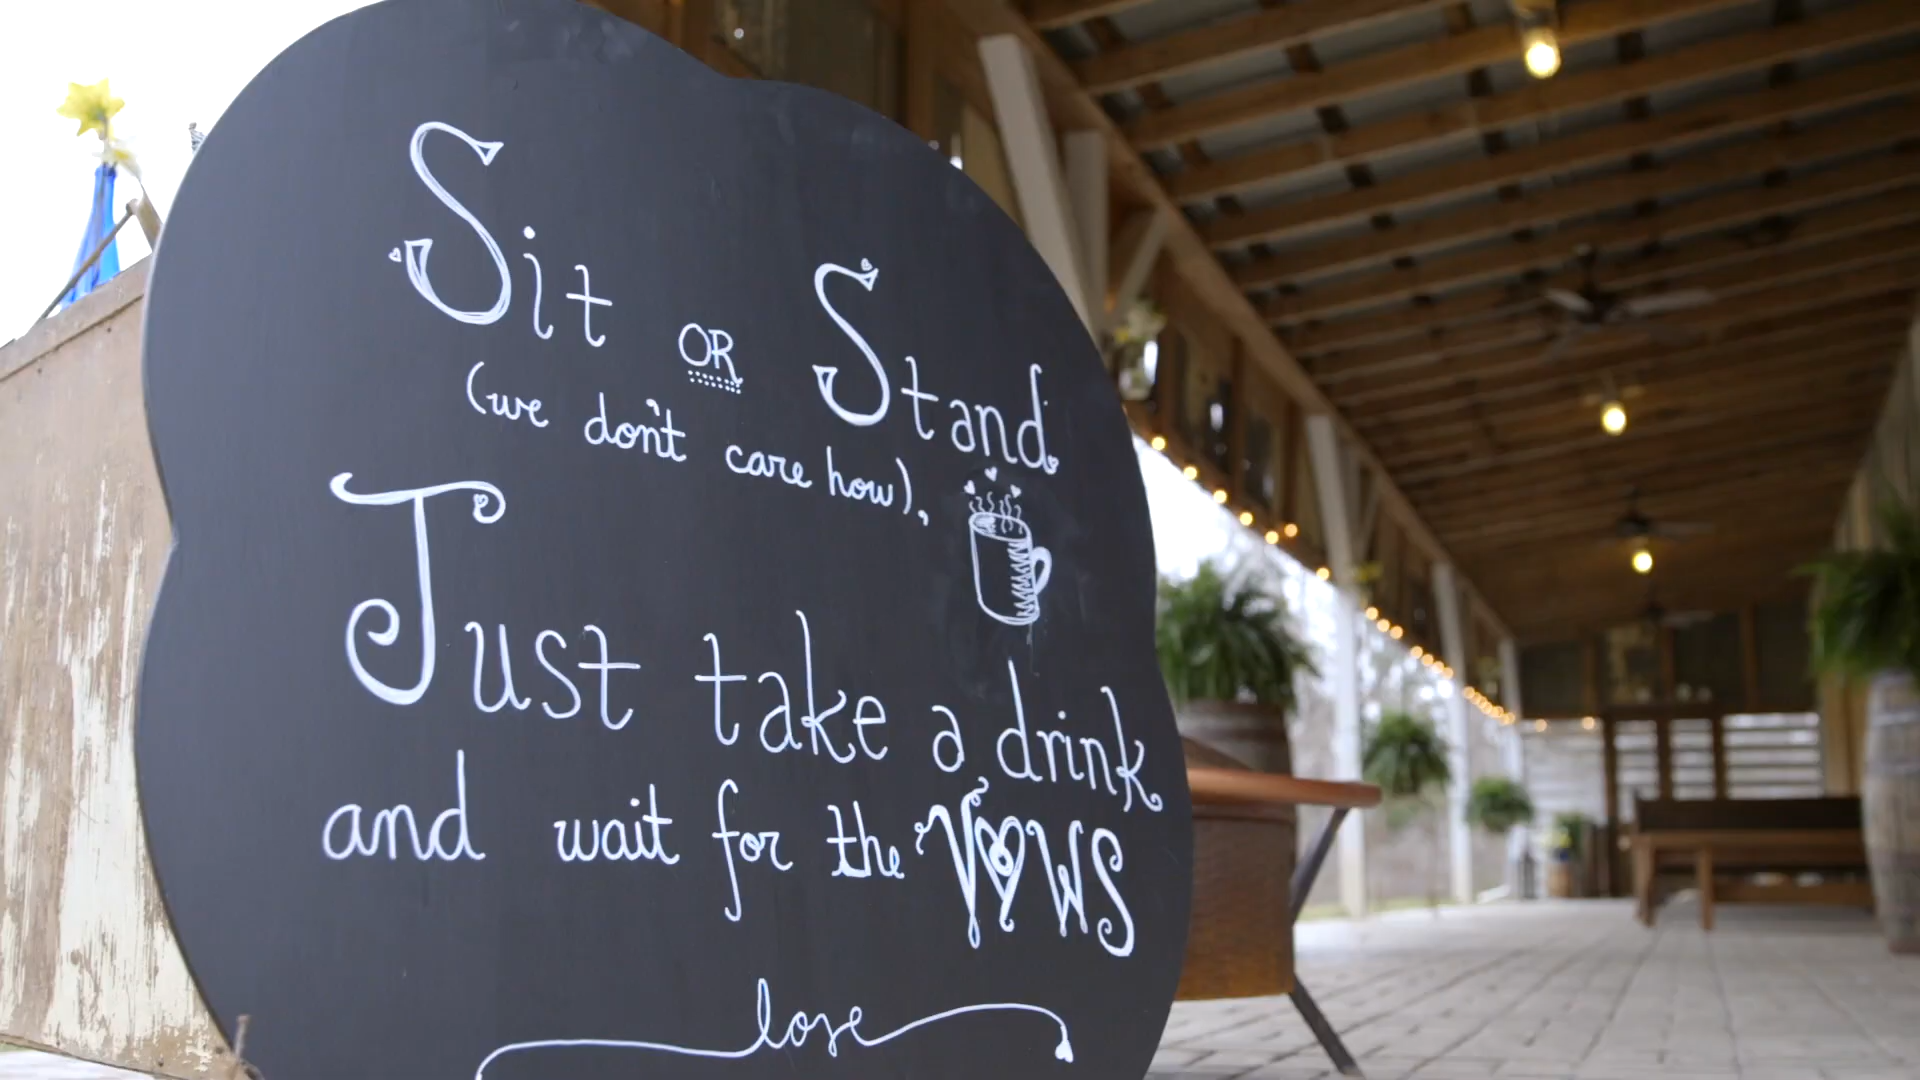 Sit OR Stand
(we don't care how),
Just take a drink
and wait for the VOWS
love